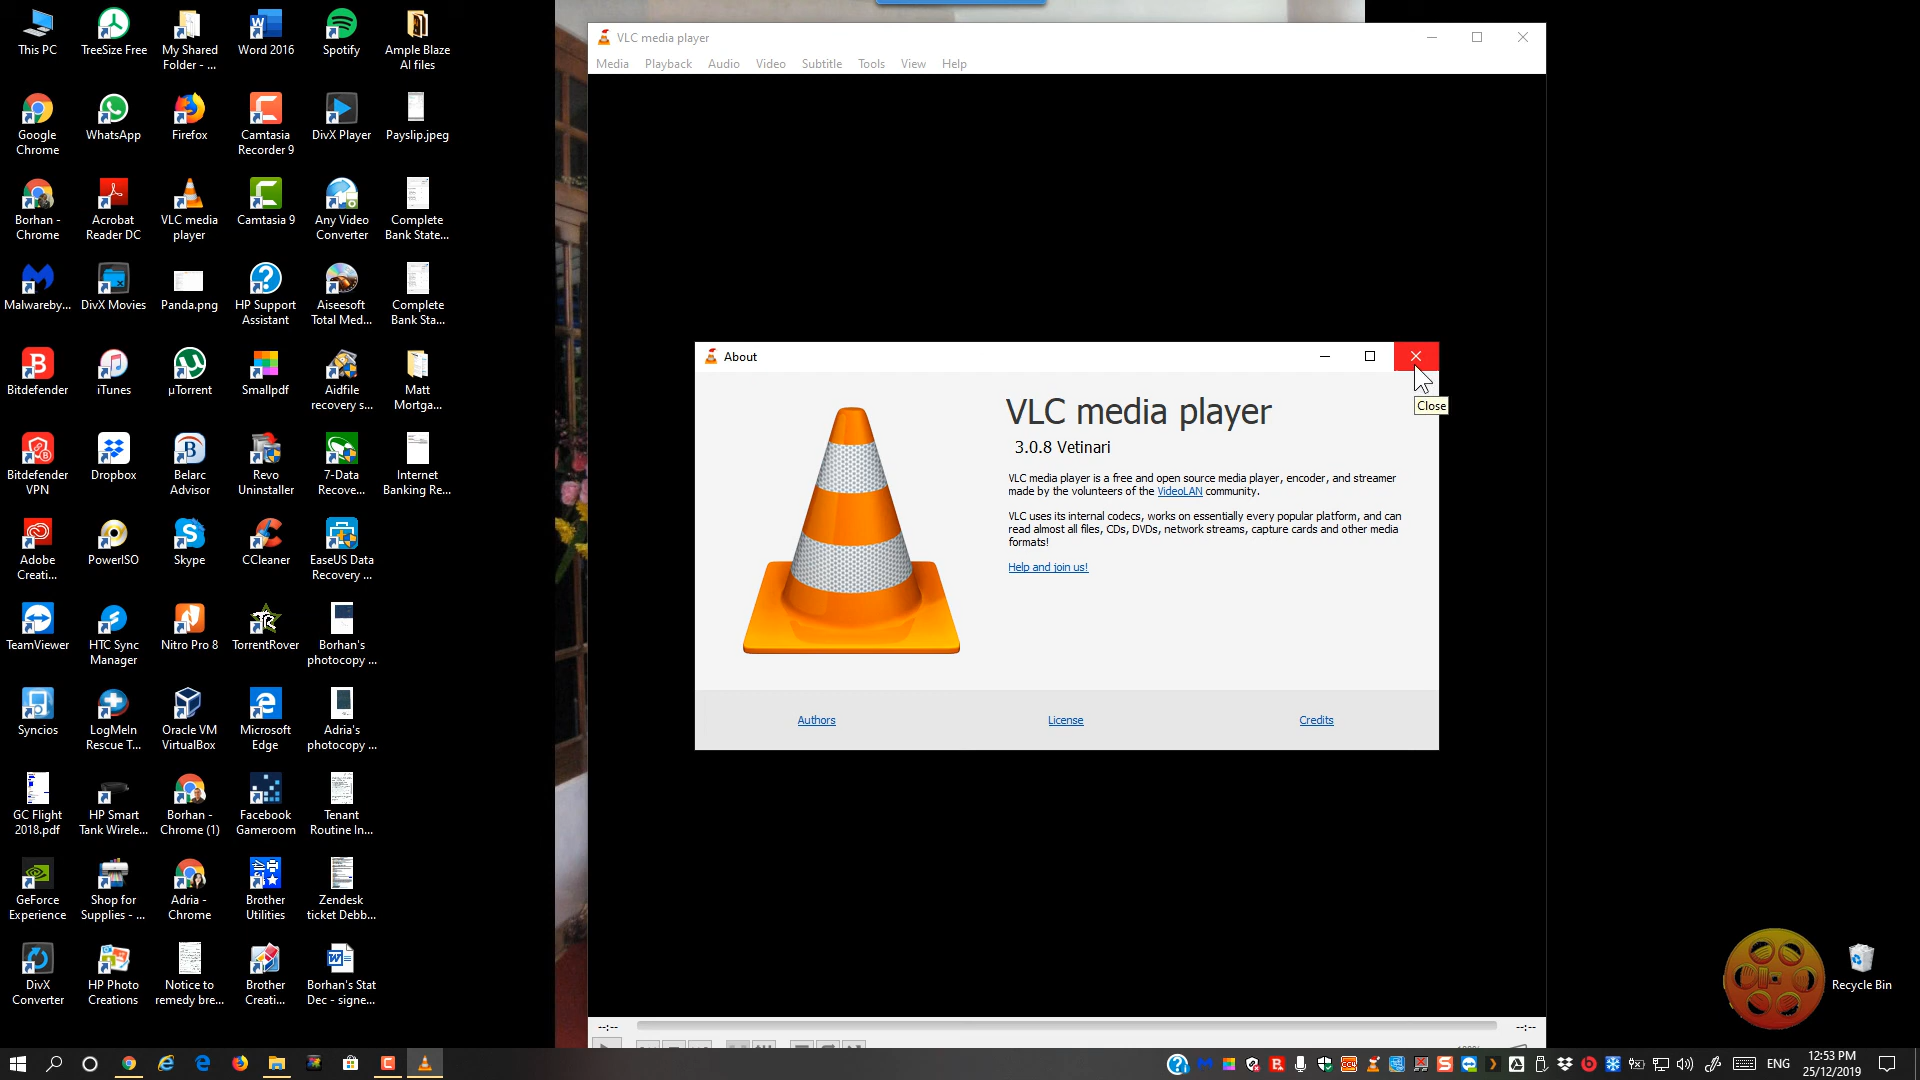 This PC
TreeSize Free
My Shared
Folder - ...
Word 2016
Spotify
Ample Blaze
AI files
Google
Chrome
WhatsApp
Firefox
Camtasia
Recorder 9
DivX Player
Payslip.jpeg
Borhan -
Chrome
Acrobat
Reader DC
VLC media
player
Camtasia 9
Any Video
Converter
Complete
Bank State...
Malwareby...
DivX Movies
Panda.png
HP Support
Assistant
Aiseesoft
Total Med...
Complete
Bank Sta...
Bitdefender
iTunes
µTorrent
Smallpdf
Aidfile
recovery s...
Matt
Mortga...
Bitdefender
VPN
Dropbox
Belarc
Advisor
Revo
Uninstaller
7-Data
Recove...
Internet
Banking Re...
Adobe
Creati...
PowerISO
Skype
CCleaner
EaseUS Data
Recovery ...
TeamViewer
HTC Sync
Manager
Nitro Pro 8
TorrentRover
Borhan's
photocopy ...
Syncios
LogMeIn
Rescue T...
Oracle VM
VirtualBox
Microsoft
Edge
Adria's
photocopy ...
GC Flight
2018.pdf
HP Smart
Tank Wirele...
Borhan -
Chrome (1)
Facebook
Gameroom
Tenant
Routine In...
GeForce
Experience
Shop for
Supplies - ...
Adria -
Chrome
Brother
Utilities
Zendesk
ticket Debb...
DivX
Converter
HP Photo
Creations
Notice to
remedy bre...
Brother
Creati...
Borhan's Stat
Dec - signe...
VLC media player
Media Playback Audio Video Subtitle Tools View Help
About
Close
VLC media player
3.0.8 Vetinari
VLC media player is a free and open source media player, encoder, and streamer
made by the volunteers of the VideoLAN community.
VLC uses its internal codecs, works on essentially every popular platform, and can
read almost all files, CDs, DVDs, network streams, capture cards and other media
formats!
Help and join us!
Authors License Credits
--:-- --:--
Recycle Bin
ENG
12:53 PM
25/12/2019